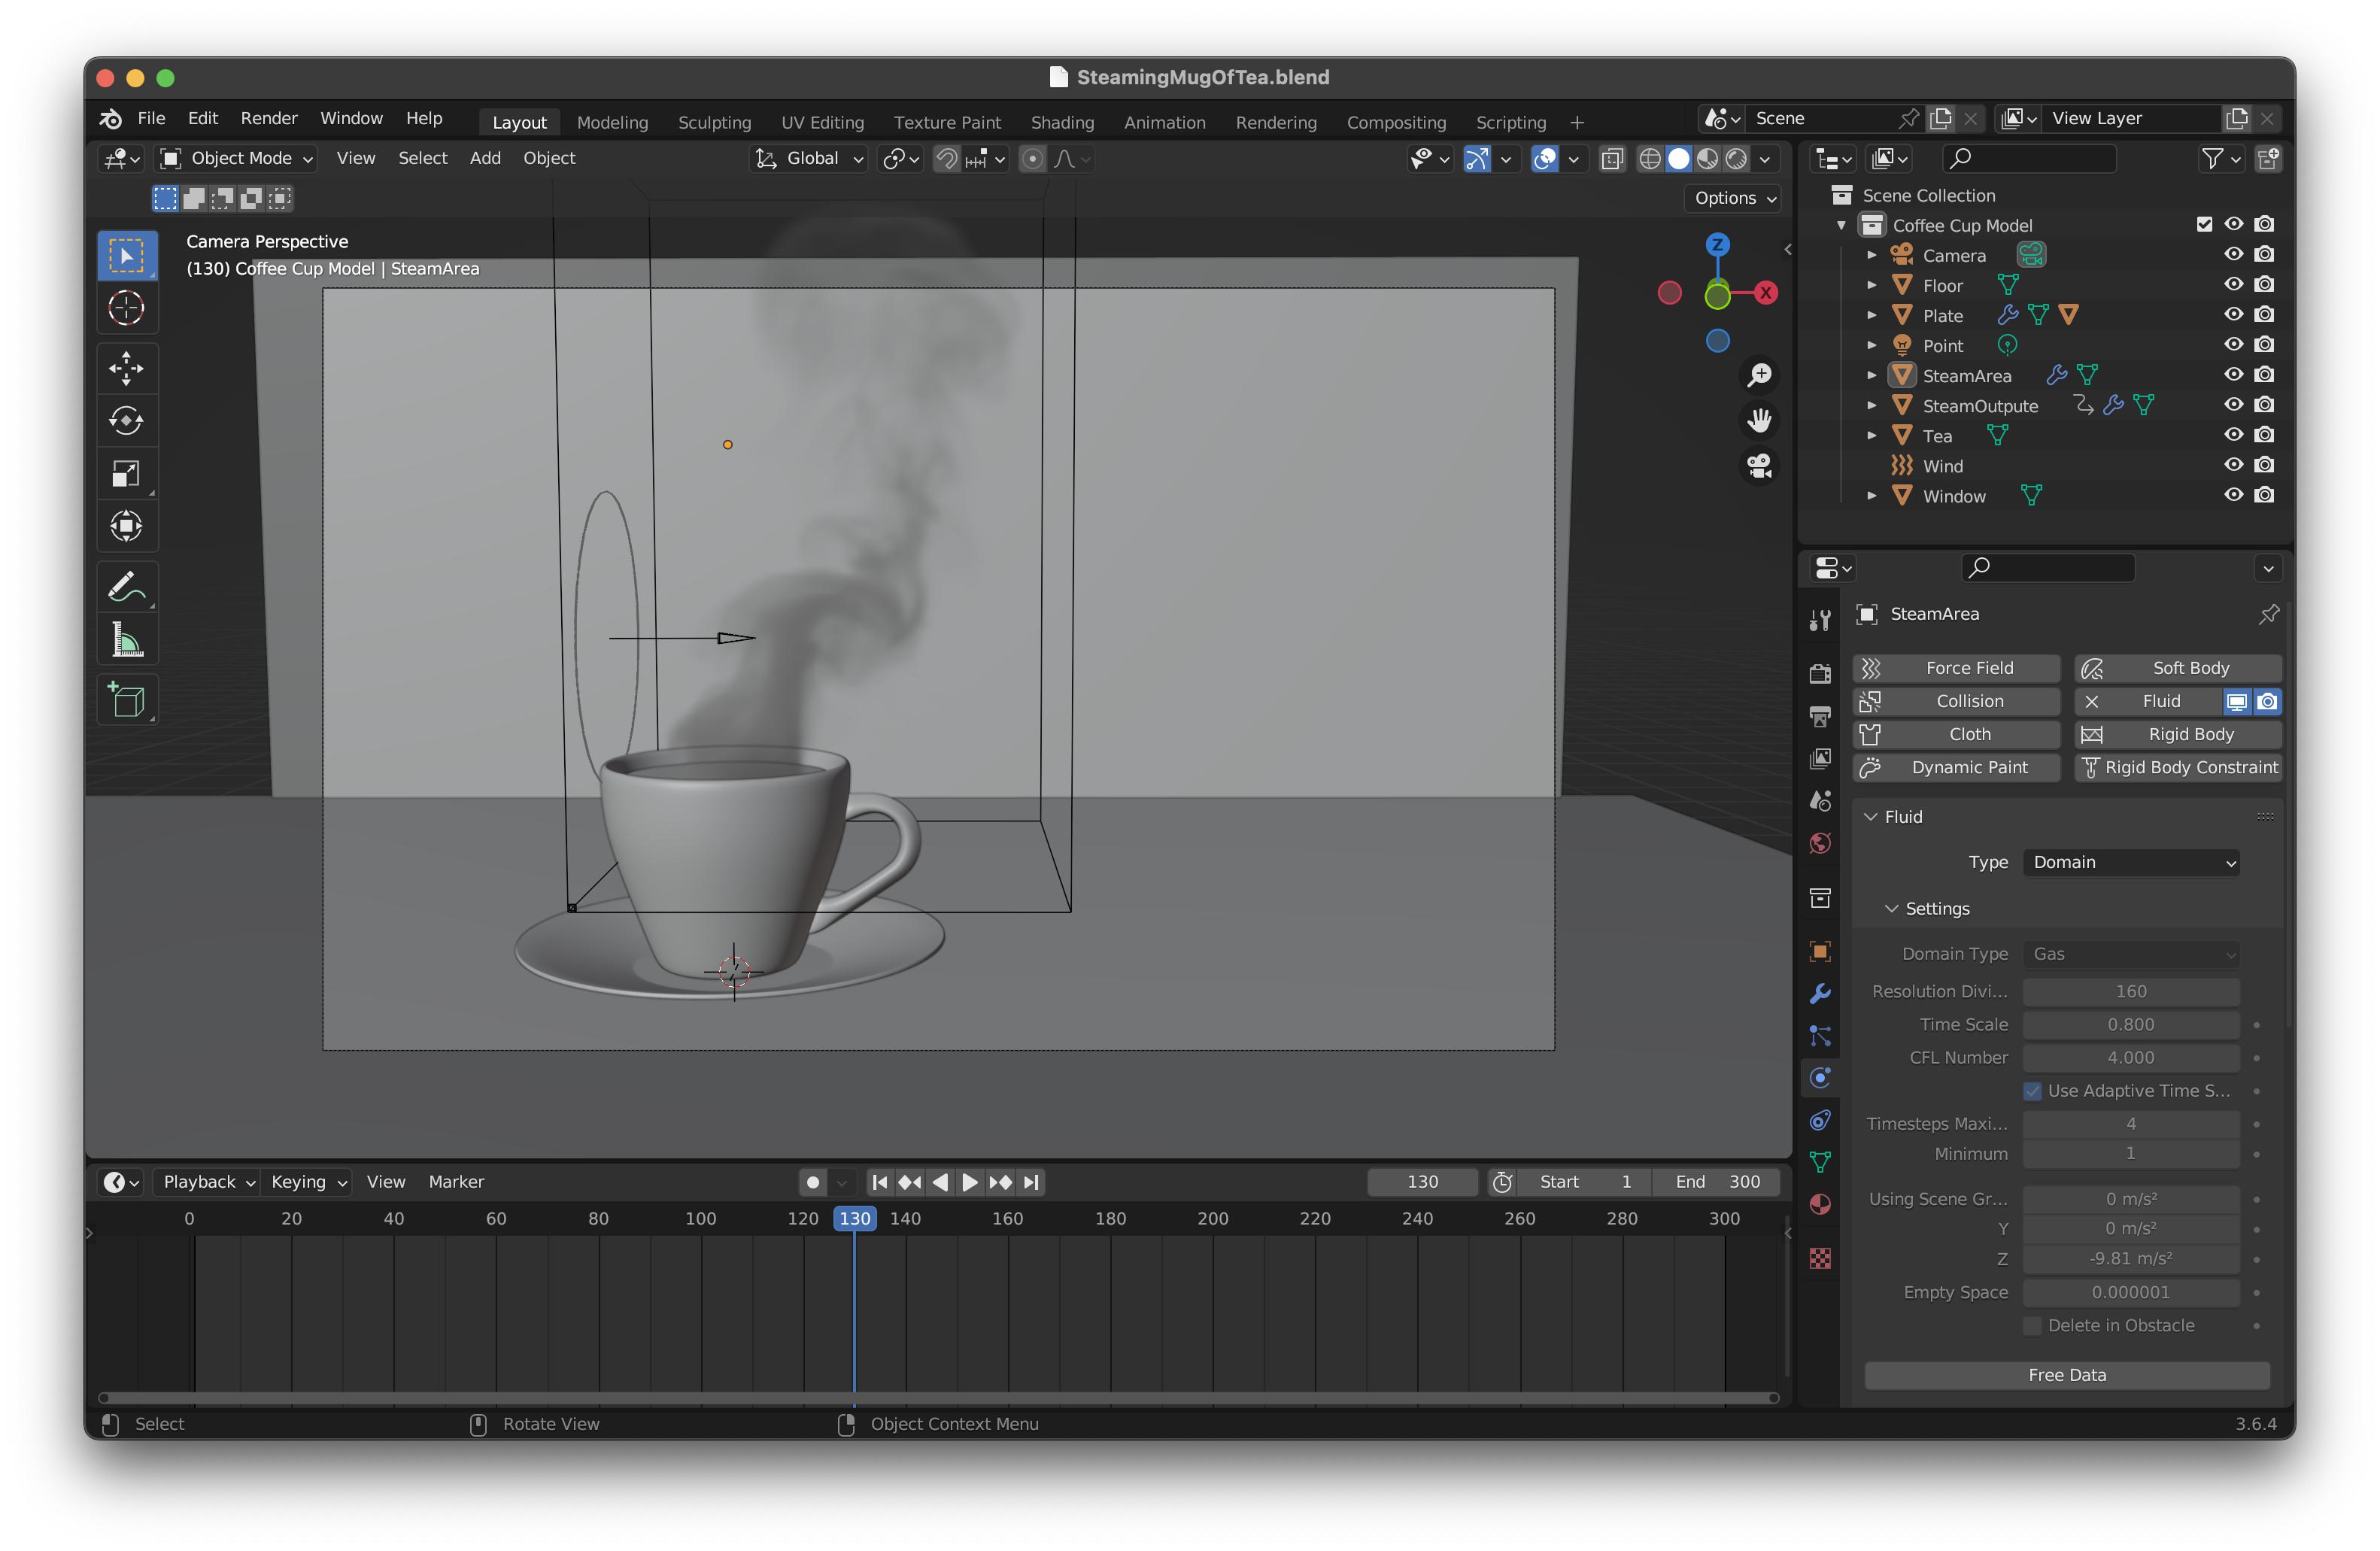 SteamingMugOfTea.blend
File Edit Render Window Help Layout Modeling Sculpting UV Editing Texture Paint Shading Animation Rendering Compositing Scripting + Scene View Layer
Object Mode View Select Add Object Global
Options
Camera Perspective
(130) Coffee Cup Model | SteamArea
Z
X
Scene Collection
Coffee Cup Model
Camera
Floor
Plate
Point
SteamArea
SteamOutpute
Tea
Wind
Window
SteamArea
Force Field Soft Body
Collision Fluid
Cloth Rigid Body
Dynamic Paint Rigid Body Constraint
Fluid
Type Domain
Settings
Domain Type Gas
Resolution Divi... 160
Time Scale 0.800
CFL Number 4.000
Use Adaptive Time S...
Timesteps Maxi... 4
Minimum 1
Using Scene Gr... 0 m/s²
Y 0 m/s²
Z -9.81 m/s²
Empty Space 0.000001
Delete in Obstacle
Free Data
Playback Keying View Marker 130 Start 1 End 300
0 20 40 60 80 100 120 130 140 160 180 200 220 240 260 280 300
Select Rotate View Object Context Menu 3.6.4